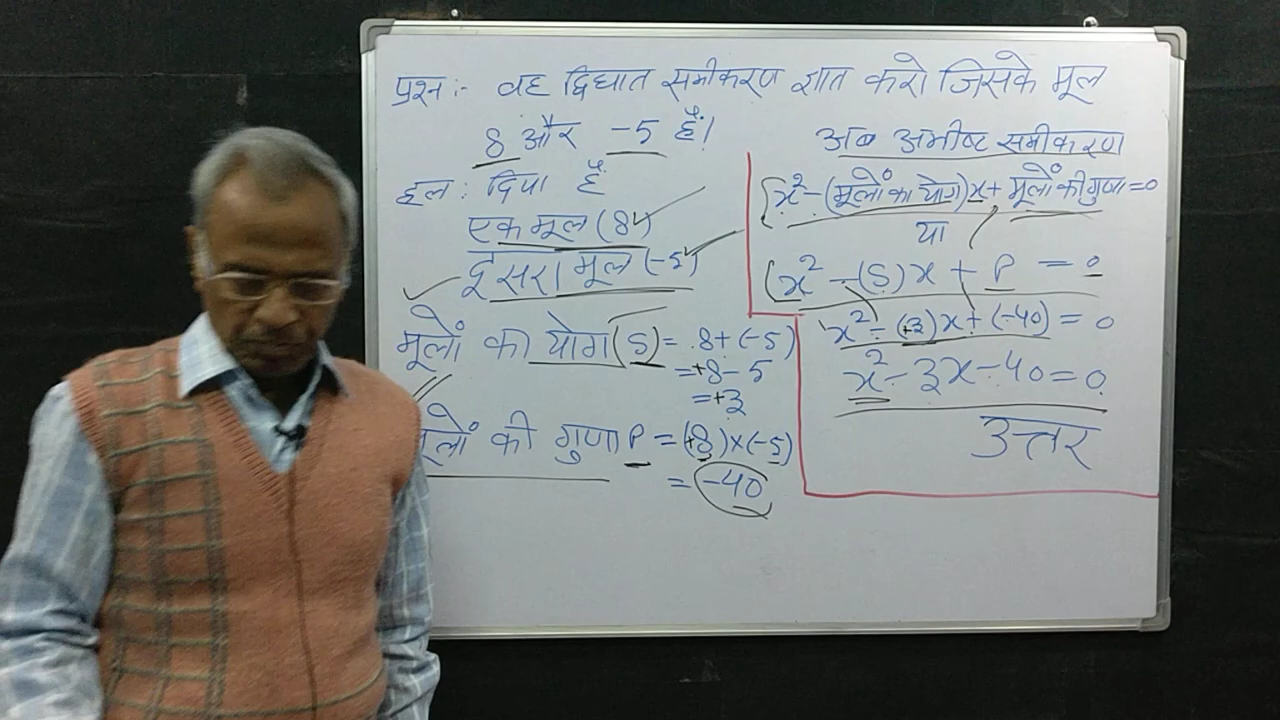 प्रश्न :- वह द्विघात समीकरण ज्ञात करो जिसके मूल
8 और -5 हैं।
हल : दिया है
एक मूल (8)
दूसरा मूल (-5)
मूलों का योग (S) = 8+(-5)
= +8-5
= +3
मूलों की गुणा P = (+8)×(-5)
= -40
अब अभीष्ट समीकरण
x² - (मूलों का योग)x + मूलों की गुणा = 0
या
x² - (S)x + P = 0
x² - (+3)x + (-40) = 0
x² - 3x - 40 = 0
उत्तर